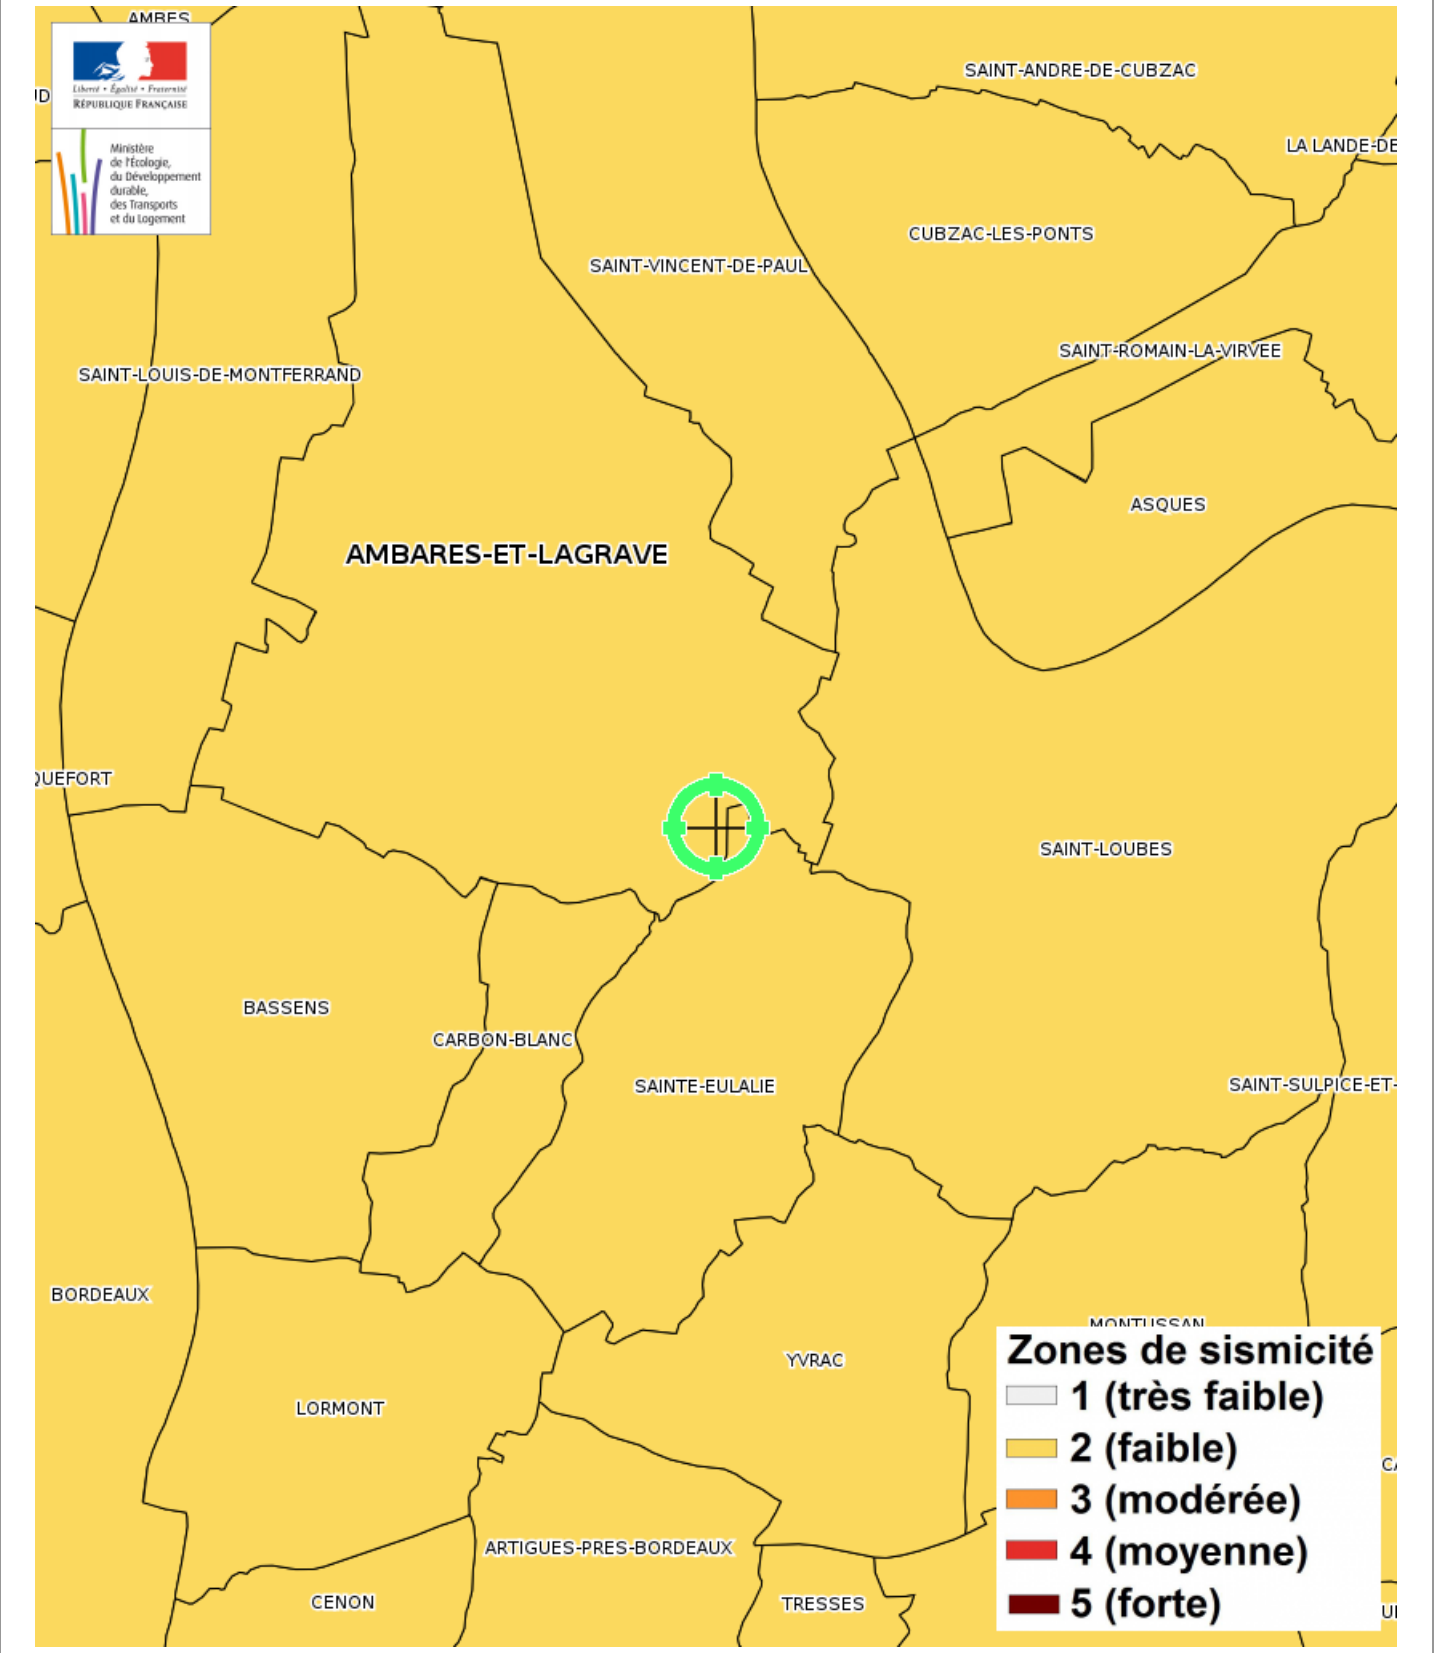 AMBES
Liberté • Égalité • Fraternité
RÉPUBLIQUE FRANÇAISE
Ministère
de l'Écologie,
du Développement
durable,
des Transports
et du Logement
SAINT-ANDRE-DE-CUBZAC
LA LANDE-DE
CUBZAC-LES-PONTS
SAINT-VINCENT-DE-PAUL
SAINT-ROMAIN-LA-VIRVEE
SAINT-LOUIS-DE-MONTFERRAND
ASQUES
AMBARES-ET-LAGRAVE
QUEFORT
SAINT-LOUBES
BASSENS
CARBON-BLANC
SAINTE-EULALIE
SAINT-SULPICE-ET-
BORDEAUX
MONTUSSAN
YVRAC
LORMONT
ARTIGUES-PRES-BORDEAUX
CENON
TRESSES
Zones de sismicité
1 (très faible)
2 (faible)
3 (modérée)
4 (moyenne)
5 (forte)